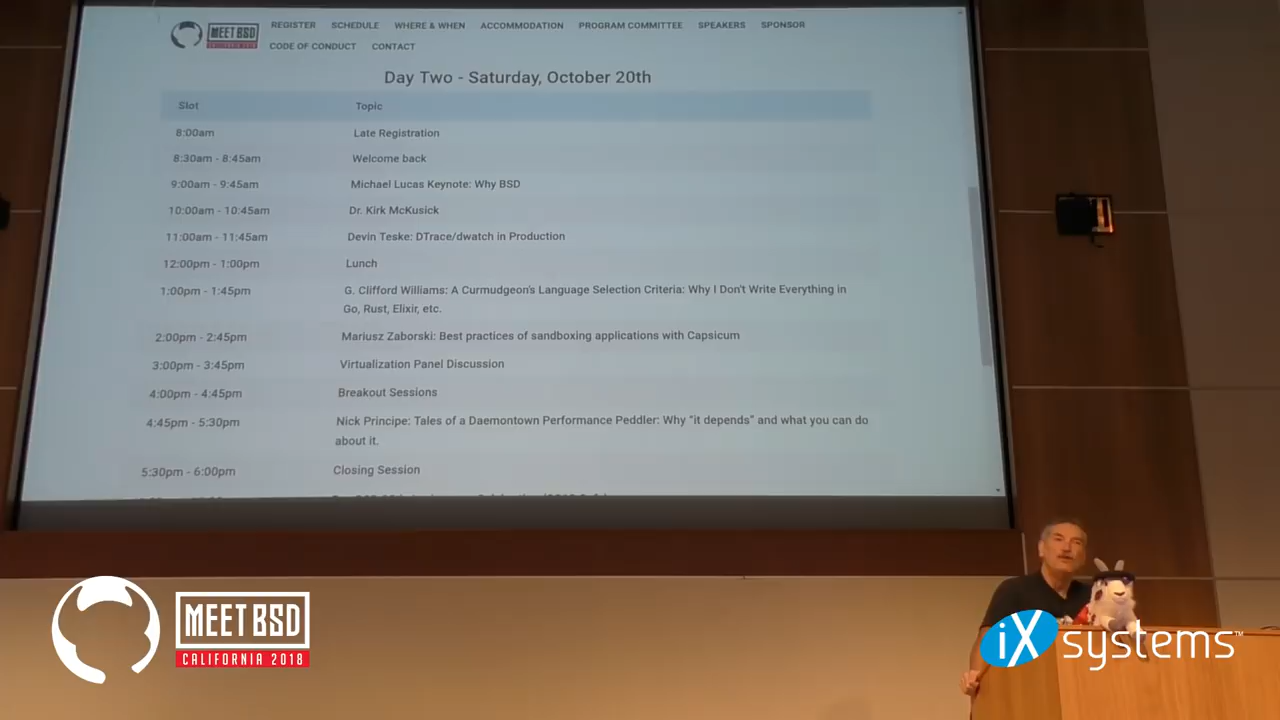 MEET BSD
CALIFORNIA 2018
REGISTER SCHEDULE WHERE & WHEN ACCOMMODATION PROGRAM COMMITTEE SPEAKERS SPONSOR
CODE OF CONDUCT CONTACT
Day Two - Saturday, October 20th
Slot Topic
8:00am Late Registration
8:30am - 8:45am Welcome back
9:00am - 9:45am Michael Lucas Keynote: Why BSD
10:00am - 10:45am Dr. Kirk McKusick
11:00am - 11:45am Devin Teske: DTrace/dwatch in Production
12:00pm - 1:00pm Lunch
1:00pm - 1:45pm G. Clifford Williams: A Curmudgeon's Language Selection Criteria: Why I Don't Write Everything in
Go, Rust, Elixir, etc.
2:00pm - 2:45pm Mariusz Zaborski: Best practices of sandboxing applications with Capsicum
3:00pm - 3:45pm Virtualization Panel Discussion
4:00pm - 4:45pm Breakout Sessions
4:45pm - 5:30pm Nick Principe: Tales of a Daemontown Performance Peddler: Why "it depends" and what you can do
about it.
5:30pm - 6:00pm Closing Session
MEET BSD
CALIFORNIA 2018
iX systems™